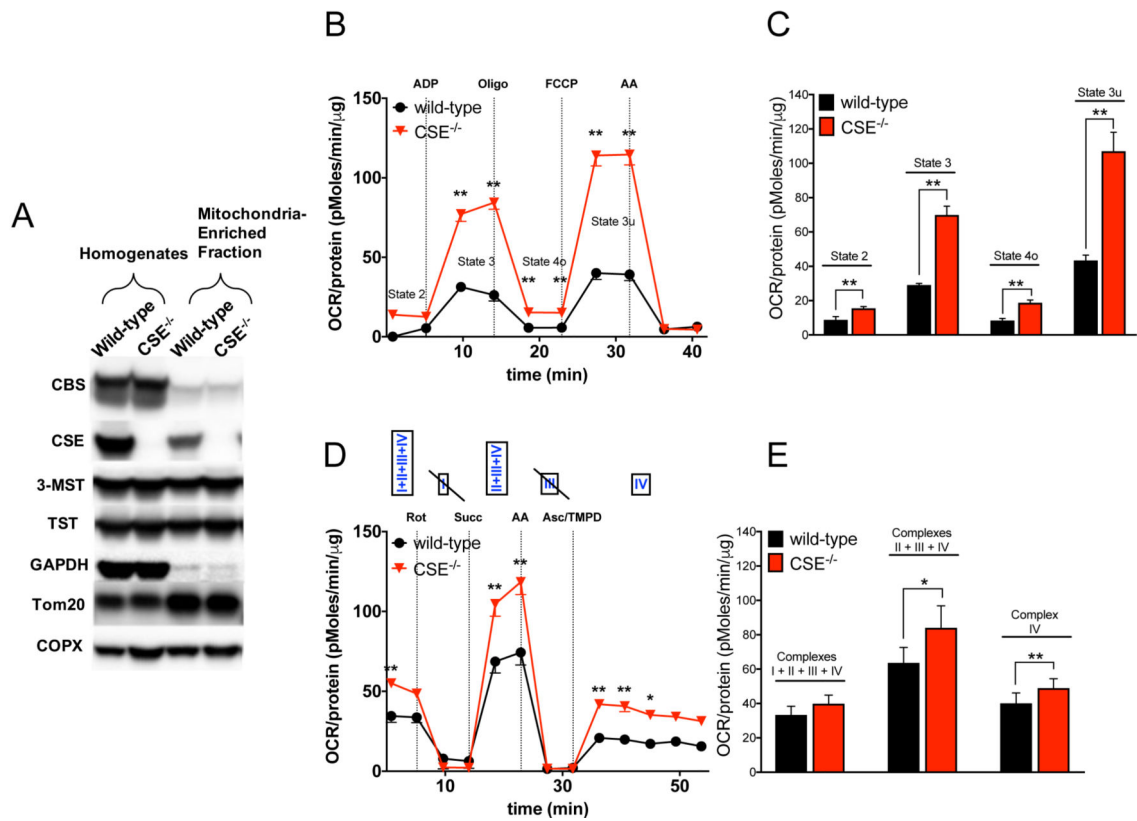 A
Homogenates
Mitochondria-
Enriched
Fraction
Wild-type
CSE-/-
Wild-type
CSE-/-
CBS
CSE
3-MST
TST
GAPDH
Tom20
COPX
B
ADP Oligo FCCP AA
wild-type
CSE-/-
** ** ** **
** **
State 2
State 3
State 4o
State 3u
OCR/protein (pMoles/min/µg)
150
100
50
0
10 20 30 40
time (min)
C
wild-type
CSE-/-
State 2
**
State 3
**
State 4o
**
State 3u
**
OCR/protein (pMoles/min/µg)
140
120
100
80
60
40
20
0
D
I+II+III+IV
I
II+III+IV
III
IV
Rot Succ AA Asc/TMPD
wild-type
CSE-/-
** ** ** ** ** *
OCR/protein (pMoles/min/µg)
150
100
50
0
10 30 50
time (min)
E
wild-type
CSE-/-
Complexes
I + II + III + IV
Complexes
II + III + IV
*
Complex
IV
**
OCR/protein (pMoles/min/µg)
140
120
100
80
60
40
20
0